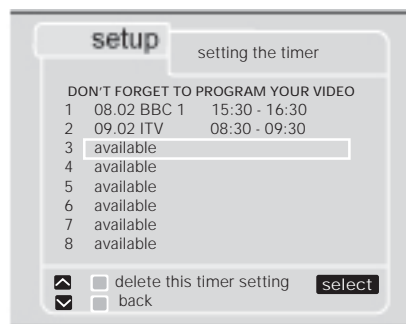 setup
setting the timer
DON'T FORGET TO PROGRAM YOUR VIDEO
1 08.02 BBC 1 15:30 - 16:30
2 09.02 ITV 08:30 - 09:30
3 available
4 available
5 available
6 available
7 available
8 available
delete this timer setting select
back